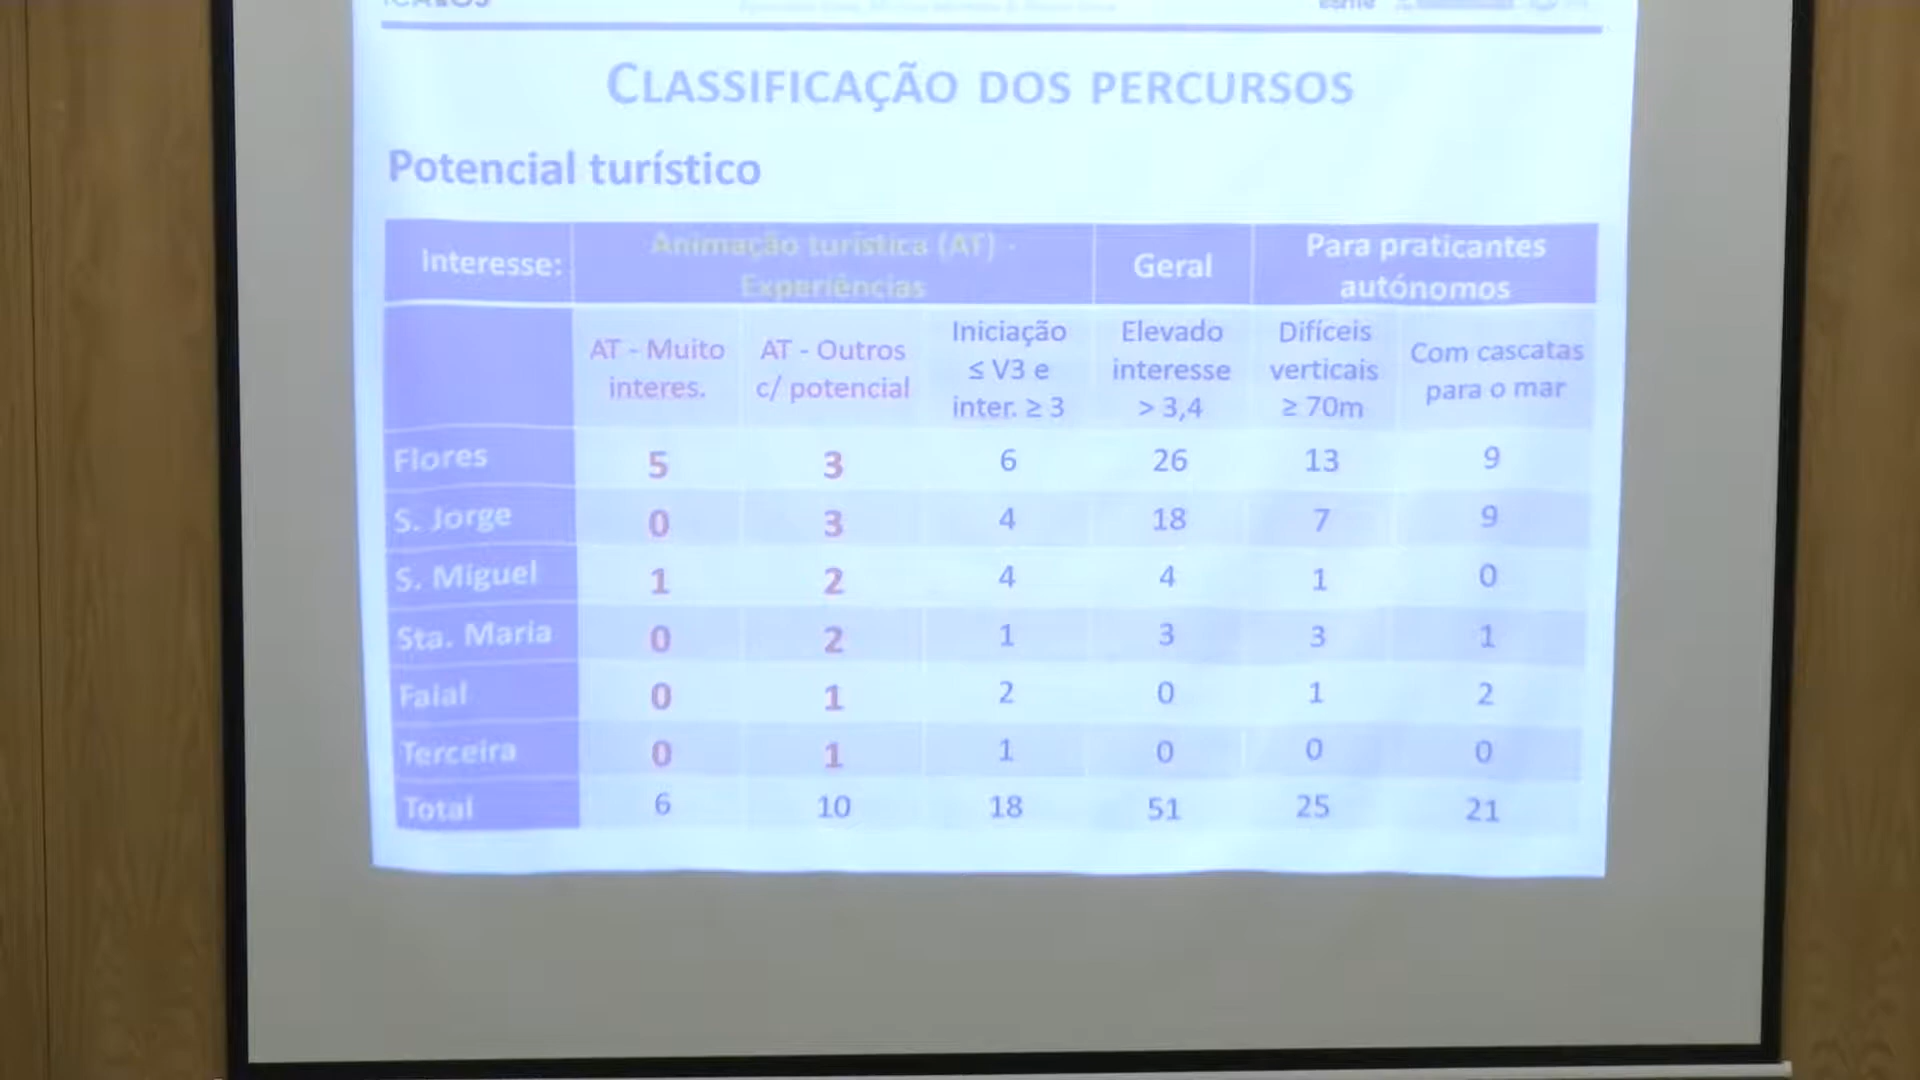 CLASSIFICAÇÃO DOS PERCURSOS
Potencial turístico
Interesse: Animação turística (AT) - Experiências Geral Para praticantes autónomos
AT - Muito interes. AT - Outros c/ potencial Iniciação ≤ V3 e inter. ≥ 3 Elevado interesse > 3,4 Difíceis verticais ≥ 70m Com cascatas para o mar
Flores 5 3 6 26 13 9
S. Jorge 0 3 4 18 7 9
S. Miguel 1 2 4 4 1 0
Sta. Maria 0 2 1 3 3 1
Faial 0 1 2 0 1 2
Terceira 0 1 1 0 0 0
Total 6 10 18 51 25 21